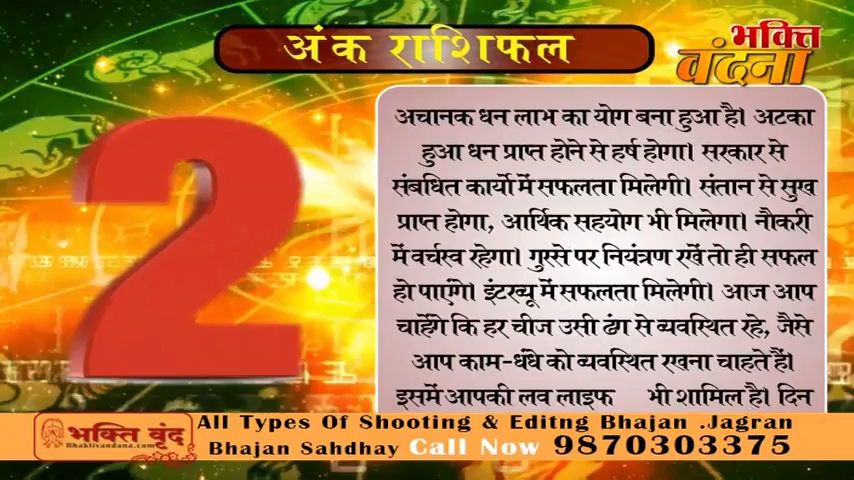 अंक राशिफल
भक्ति
वंदना
2
अचानक धन लाभ का योग बना हुआ है। अटका
हुआ धन प्राप्त होने से हर्ष होगा। सरकार से
संबधित कार्यो में सफलता मिलेगी। संतान से सुख
प्राप्त होगा, आर्थिक सहयोग भी मिलेगा। नौकरी
में वर्चस्व रहेगा। गुस्से पर नियंत्रण रखें तो ही सफल
हो पाएंगे। इंटरव्यू में सफलता मिलेगी। आज आप
चाहेंगे कि हर चीज उसी ढंग से व्यवस्थित रहे, जैसे
आप काम-धंधे को व्यवस्थित रखना चाहते हैं।
इसमें आपकी लव लाइफ भी शामिल है। दिन
भक्ति वृंद
Bhaktivandana.com
All Types Of Shooting & Editng Bhajan .Jagran
Bhajan Sahdhay Call Now 9870303375